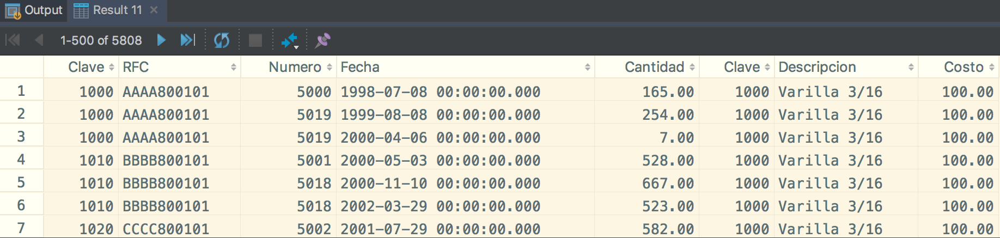 Output Result 11
1-500 of 5808
Clave RFC Numero Fecha Cantidad Clave Descripcion Costo
1 1000 AAAA800101 5000 1998-07-08 00:00:00.000 165.00 1000 Varilla 3/16 100.00
2 1000 AAAA800101 5019 1999-08-08 00:00:00.000 254.00 1000 Varilla 3/16 100.00
3 1000 AAAA800101 5019 2000-04-06 00:00:00.000 7.00 1000 Varilla 3/16 100.00
4 1010 BBBB800101 5001 2000-05-03 00:00:00.000 528.00 1000 Varilla 3/16 100.00
5 1010 BBBB800101 5018 2000-11-10 00:00:00.000 667.00 1000 Varilla 3/16 100.00
6 1010 BBBB800101 5018 2002-03-29 00:00:00.000 523.00 1000 Varilla 3/16 100.00
7 1020 CCCC800101 5002 2001-07-29 00:00:00.000 582.00 1000 Varilla 3/16 100.00